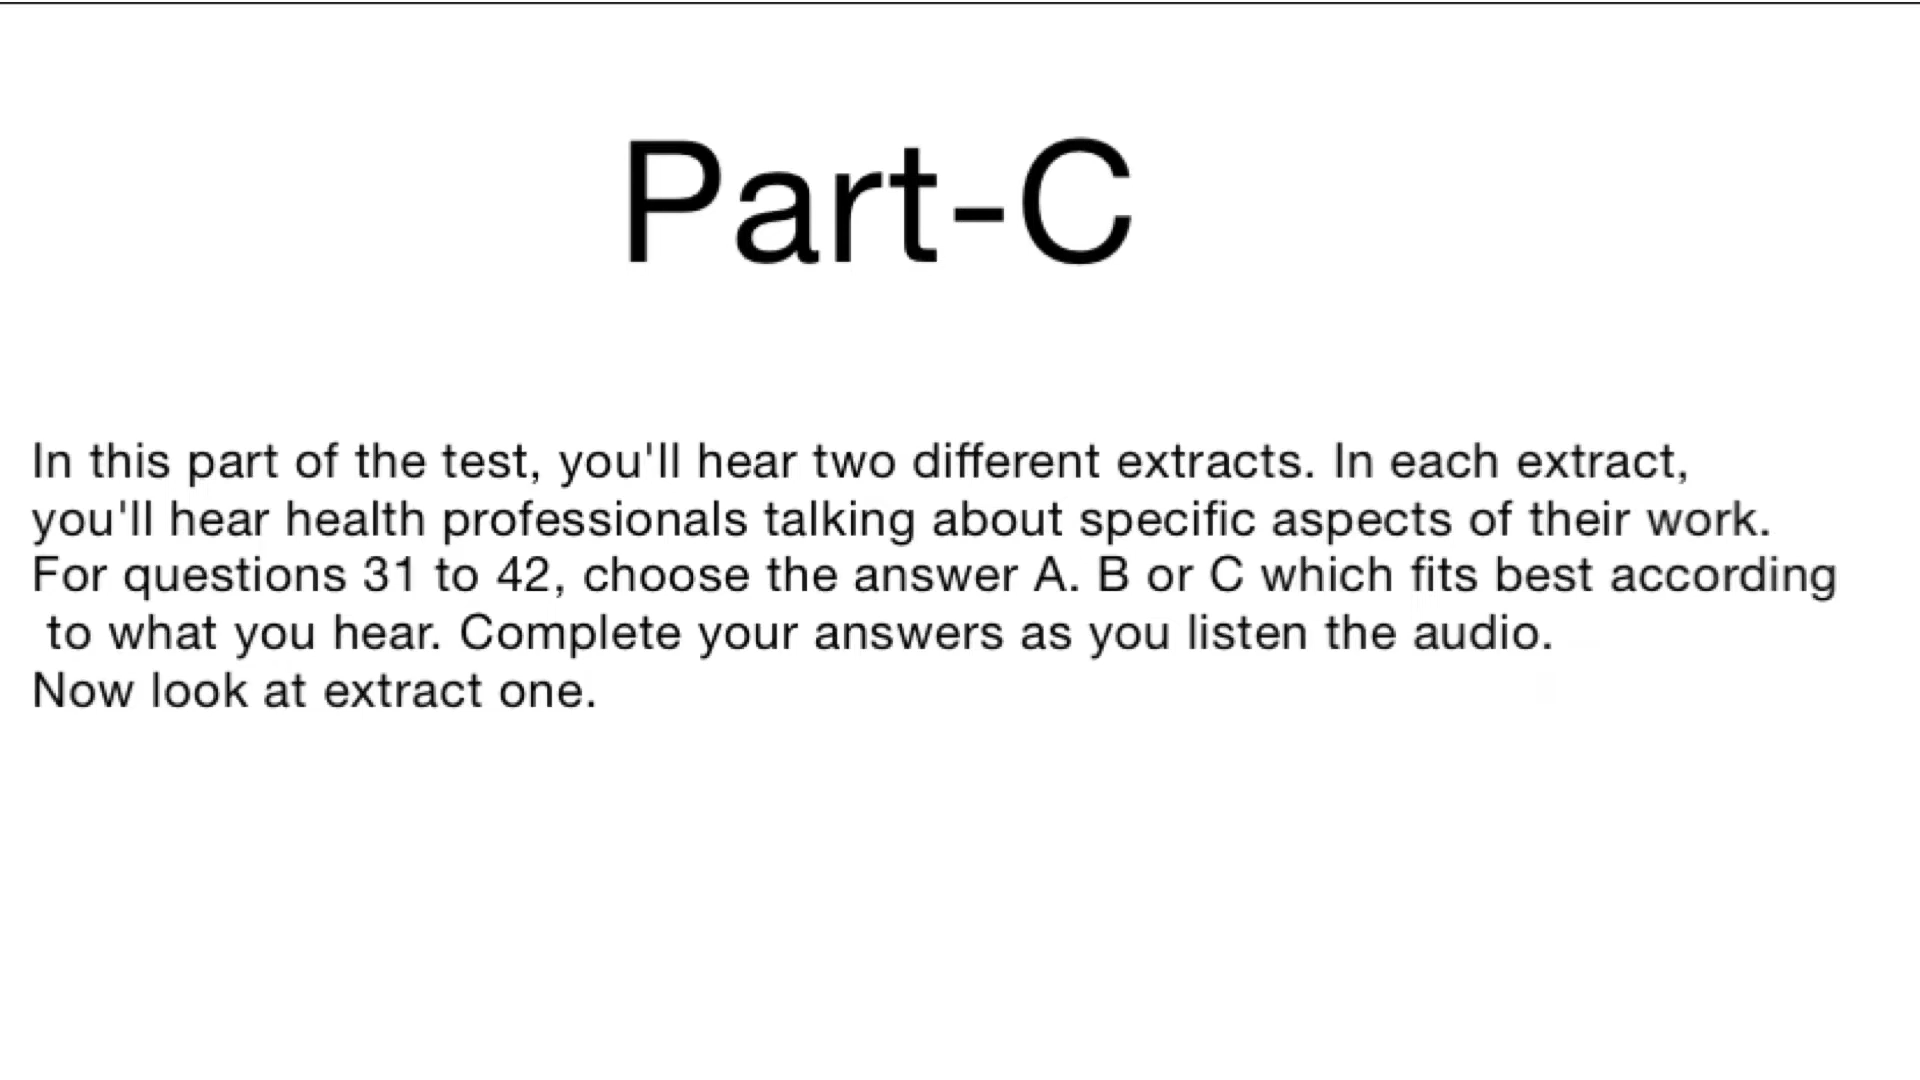 Part-C
In this part of the test, you'll hear two different extracts. In each extract,
you'll hear health professionals talking about specific aspects of their work.
For questions 31 to 42, choose the answer A. B or C which fits best according
to what you hear. Complete your answers as you listen the audio.
Now look at extract one.